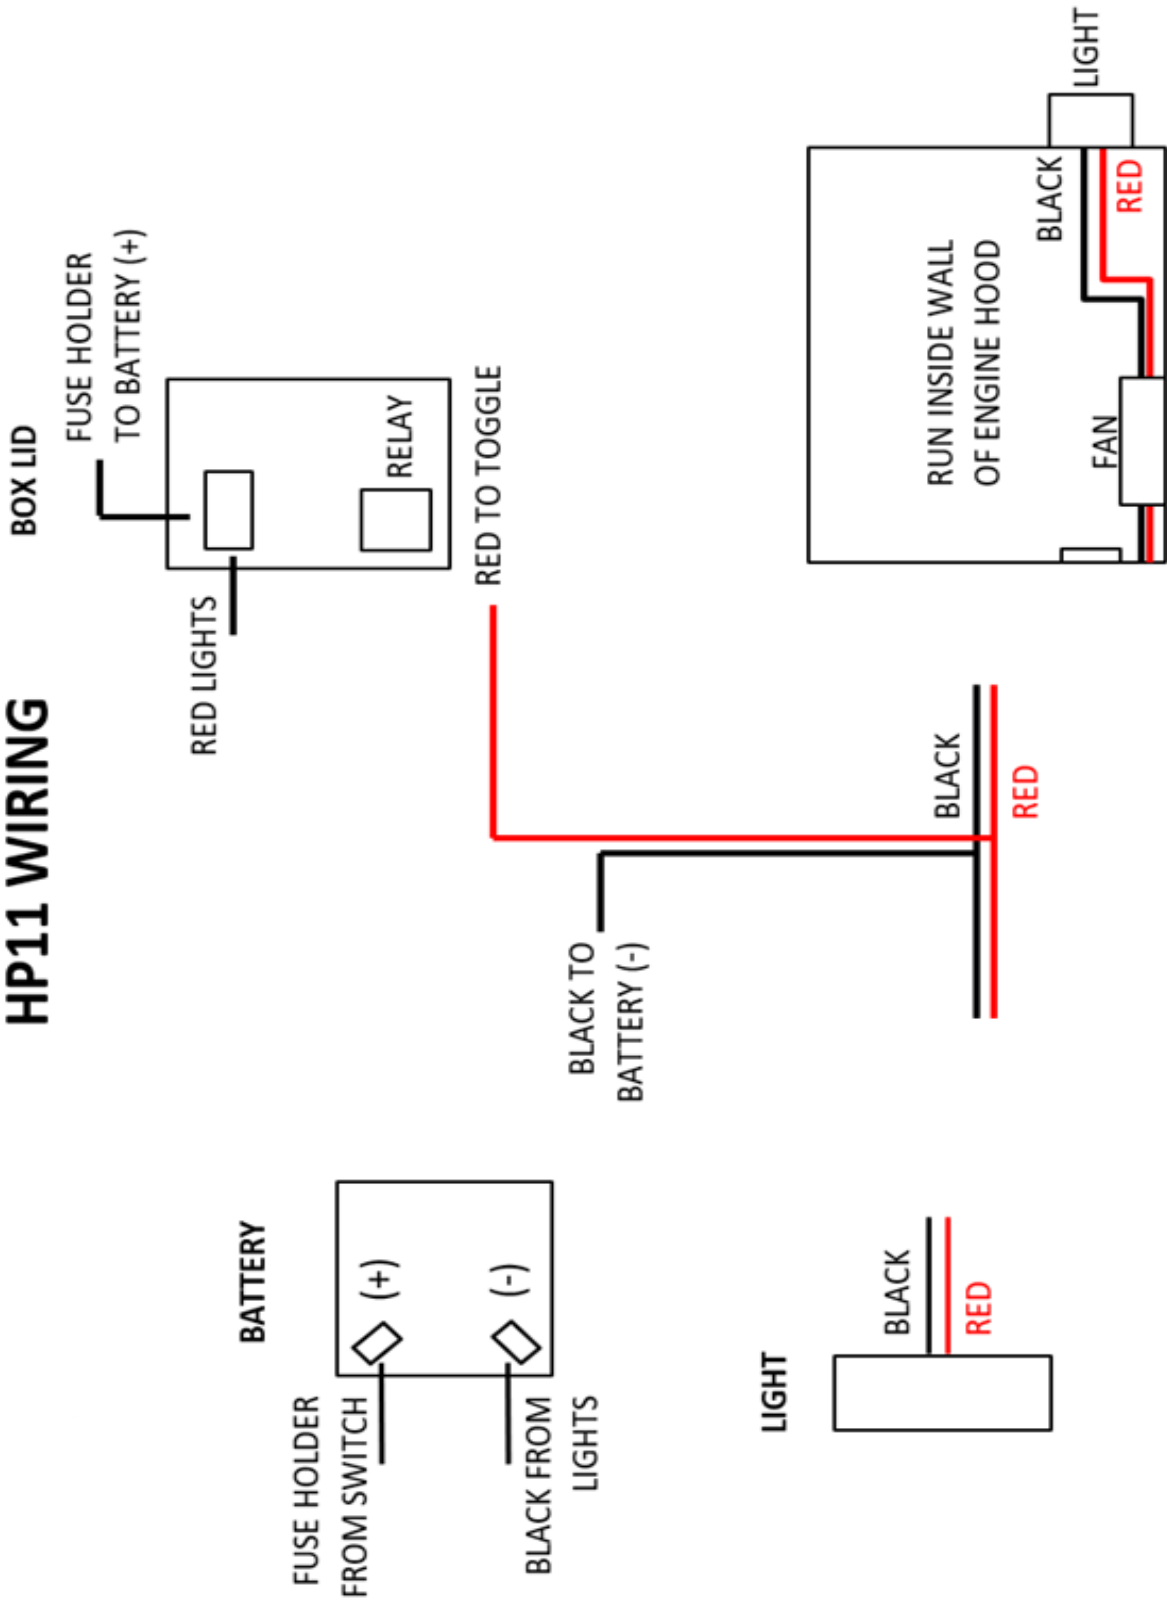 HP11 WIRING
BATTERY
FUSE HOLDER
FROM SWITCH
(+)
(-)
BLACK FROM
LIGHTS
BOX LID
FUSE HOLDER
TO BATTERY (+)
RED LIGHTS
RELAY
RED TO TOGGLE
BLACK TO
BATTERY (-)
LIGHT
BLACK
RED
BLACK
RED
RUN INSIDE WALL
OF ENGINE HOOD
BLACK
RED
LIGHT
FAN